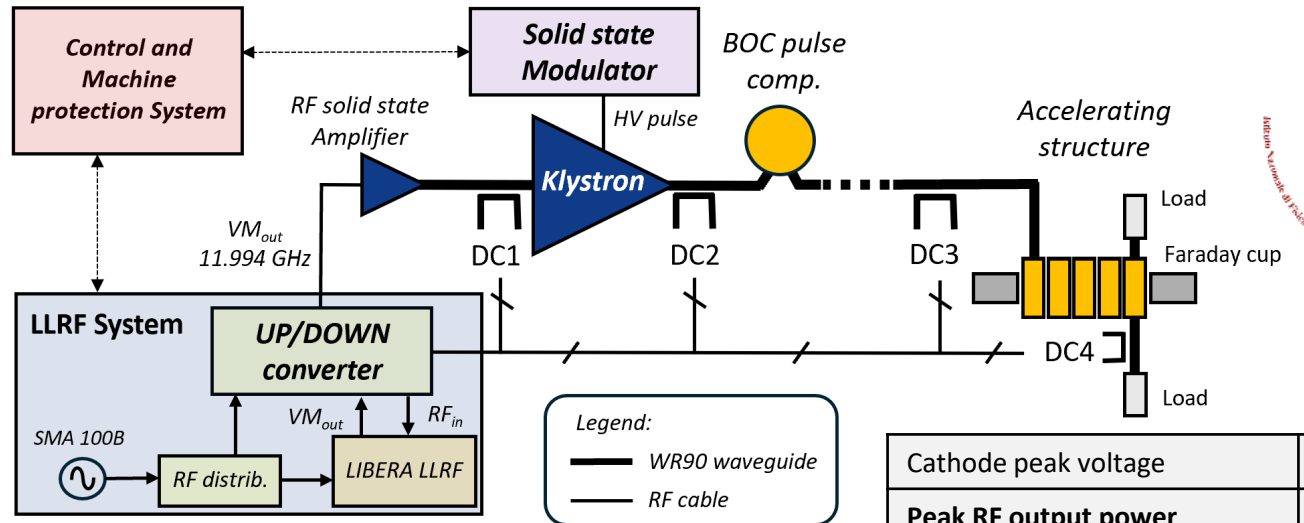 Control and
Machine
protection System
Solid state
Modulator
BOC pulse
comp.
RF solid state
Amplifier
HV pulse
Accelerating
structure
Klystron
Load
VMout
11.994 GHz
DC1
DC2
DC3
Faraday cup
LLRF System
UP/DOWN
converter
DC4
VMout
RFin
Load
SMA 100B
RF distrib.
LIBERA LLRF
Legend:
WR90 waveguide
RF cable
Cathode peak voltage
Peak RF output power